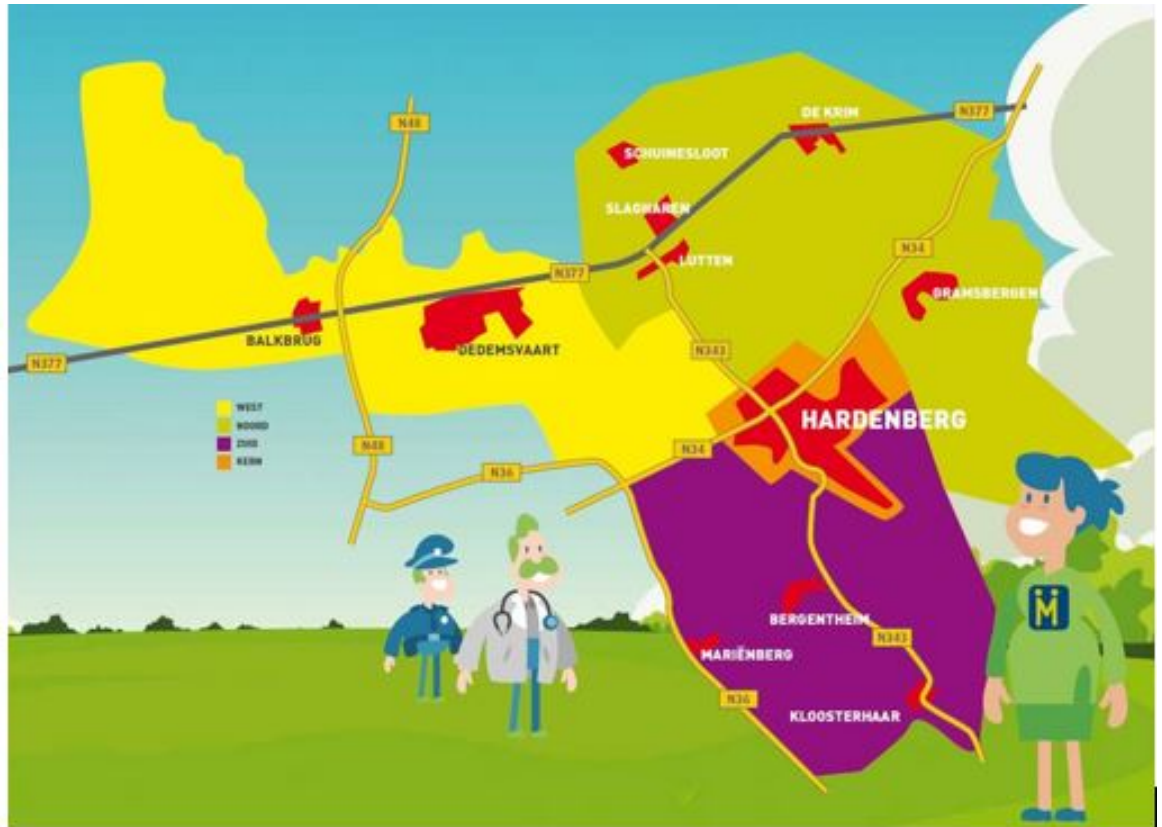 N48
DE KRIM
N377
SCHUINESLOOT
SLAGHAREN
N34
LUTTEN
N377
GRAMSBERGEN
BALKBRUG
DEDEMSVAART
N343
N377
WEST
NOORD
ZUID
KERN
HARDENBERG
N48
N36
N34
M
BERGENTHEIM
N343
MARIËNBERG
N36
KLOOSTERHAAR